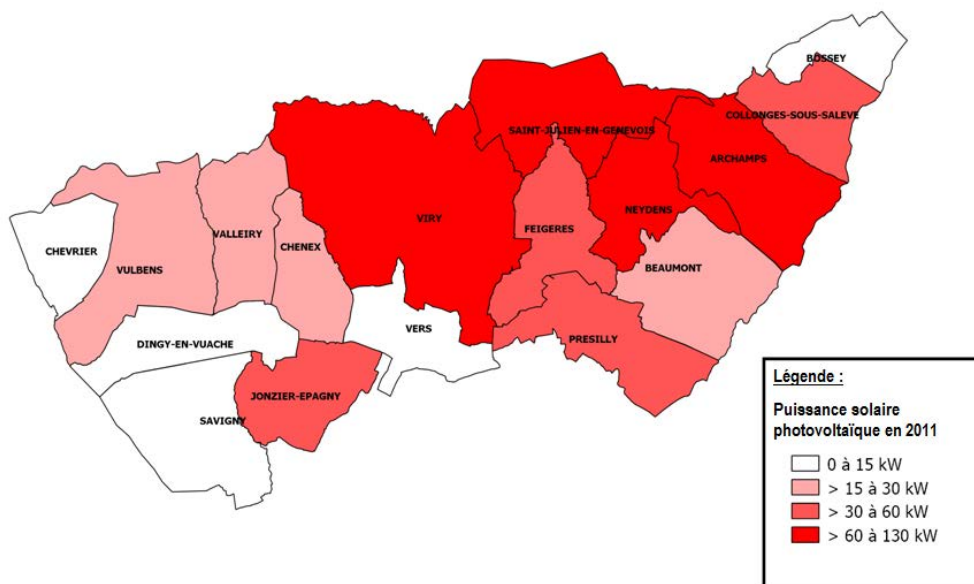 BOSSEY
COLLONGES-SOUS-SALEVE
SAINT-JULIEN-EN-GENEVOIS
ARCHAMPS
NEYDENS
VIRY
FEIGERES
VALLEIRY
CHENEX
CHEVRIER
VULBENS
BEAUMONT
VERS
DINGY-EN-VUACHE
PRESILLY
JONZIER-EPAGNY
SAVIGNY
Légende :
Puissance solaire
photovoltaïque en 2011
0 à 15 kW
> 15 à 30 kW
> 30 à 60 kW
> 60 à 130 kW